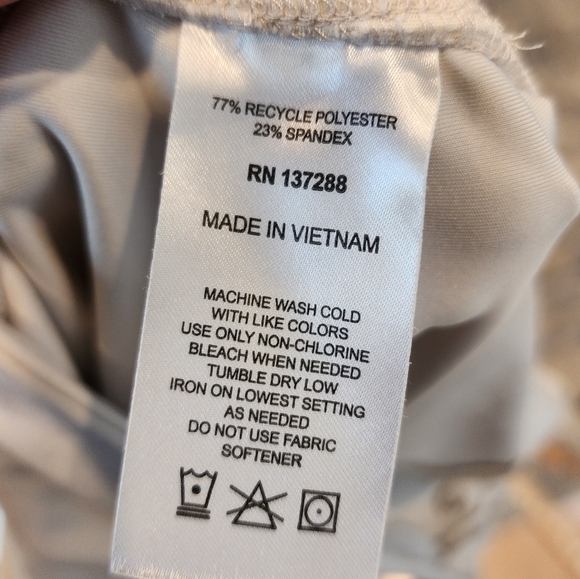 77% RECYCLE POLYESTER
23% SPANDEX
RN 137288
MADE IN VIETNAM
MACHINE WASH COLD
WITH LIKE COLORS
USE ONLY NON-CHLORINE
BLEACH WHEN NEEDED
TUMBLE DRY LOW
IRON ON LOWEST SETTING
AS NEEDED
DO NOT USE FABRIC
SOFTENER